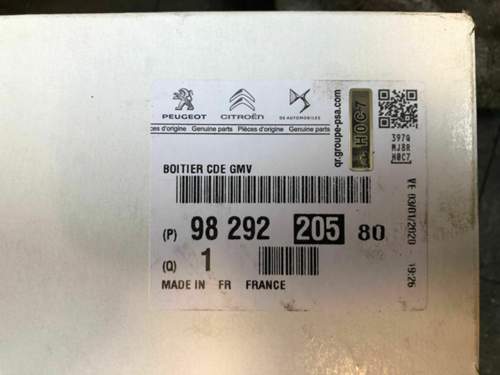 PEUGEOT CITROËN DS AUTOMOBILES
ces d'origine Genuine parts Pièces d'origine Genuine parts
qr.groupe-psa.com
H0C7
397Q
MJBR
H0C7
BOITIER CDE GMV
VE 03/01/2020 19:26
(P) 98 292 205 80
(Q) 1
MADE IN FR FRANCE